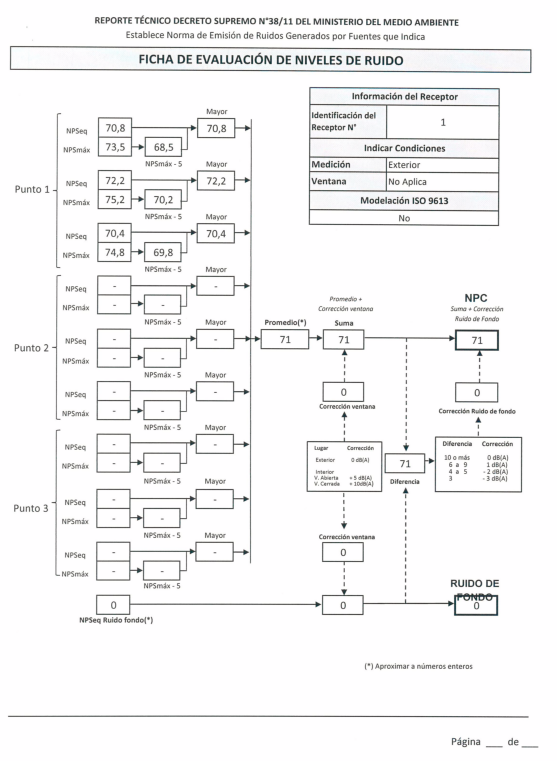 REPORTE TÉCNICO DECRETO SUPREMO N°38/11 DEL MINISTERIO DEL MEDIO AMBIENTE
Establece Norma de Emisión de Ruidos Generados por Fuentes que Indica
FICHA DE EVALUACIÓN DE NIVELES DE RUIDO
Información del Receptor
Identificación del Receptor N° 1
Indicar Condiciones
Medición Exterior
Ventana No Aplica
Modelación ISO 9613
No
Punto 1
Mayor
NPSeq 70,8 70,8
NPSmáx 73,5 68,5
NPSmáx - 5
Mayor
NPSeq 72,2 72,2
NPSmáx 75,2 70,2
NPSmáx - 5
Mayor
NPSeq 70,4 70,4
NPSmáx 74,8 69,8
NPSmáx - 5
Punto 2
Mayor
NPSeq - -
NPSmáx - -
NPSmáx - 5
Mayor
NPSeq - -
NPSmáx - -
NPSmáx - 5
Mayor
NPSeq - -
NPSmáx - -
NPSmáx - 5
Punto 3
Mayor
NPSeq - -
NPSmáx - -
NPSmáx - 5
Mayor
NPSeq - -
NPSmáx - -
NPSmáx - 5
Mayor
NPSeq - -
NPSmáx - -
NPSmáx - 5
Promedio(*)
71
Promedio +
Corrección ventana
Suma
71
NPC
Suma + Corrección
Ruido de Fondo
71
0
Corrección ventana
0
Corrección Ruido de fondo
Lugar Corrección
Exterior 0 dB(A)
Interior
V. Abierta + 5 dB(A)
V. Cerrada + 10dB(A)
71
Diferencia
Diferencia Corrección
10 o más 0 dB(A)
6 a 9 1 dB(A)
4 a 5 - 2 dB(A)
3 - 3 dB(A)
Corrección ventana
0
0
NPSeq Ruido fondo(*)
0
RUIDO DE
FONDO
0
(*) Aproximar a números enteros
Página ___ de ___